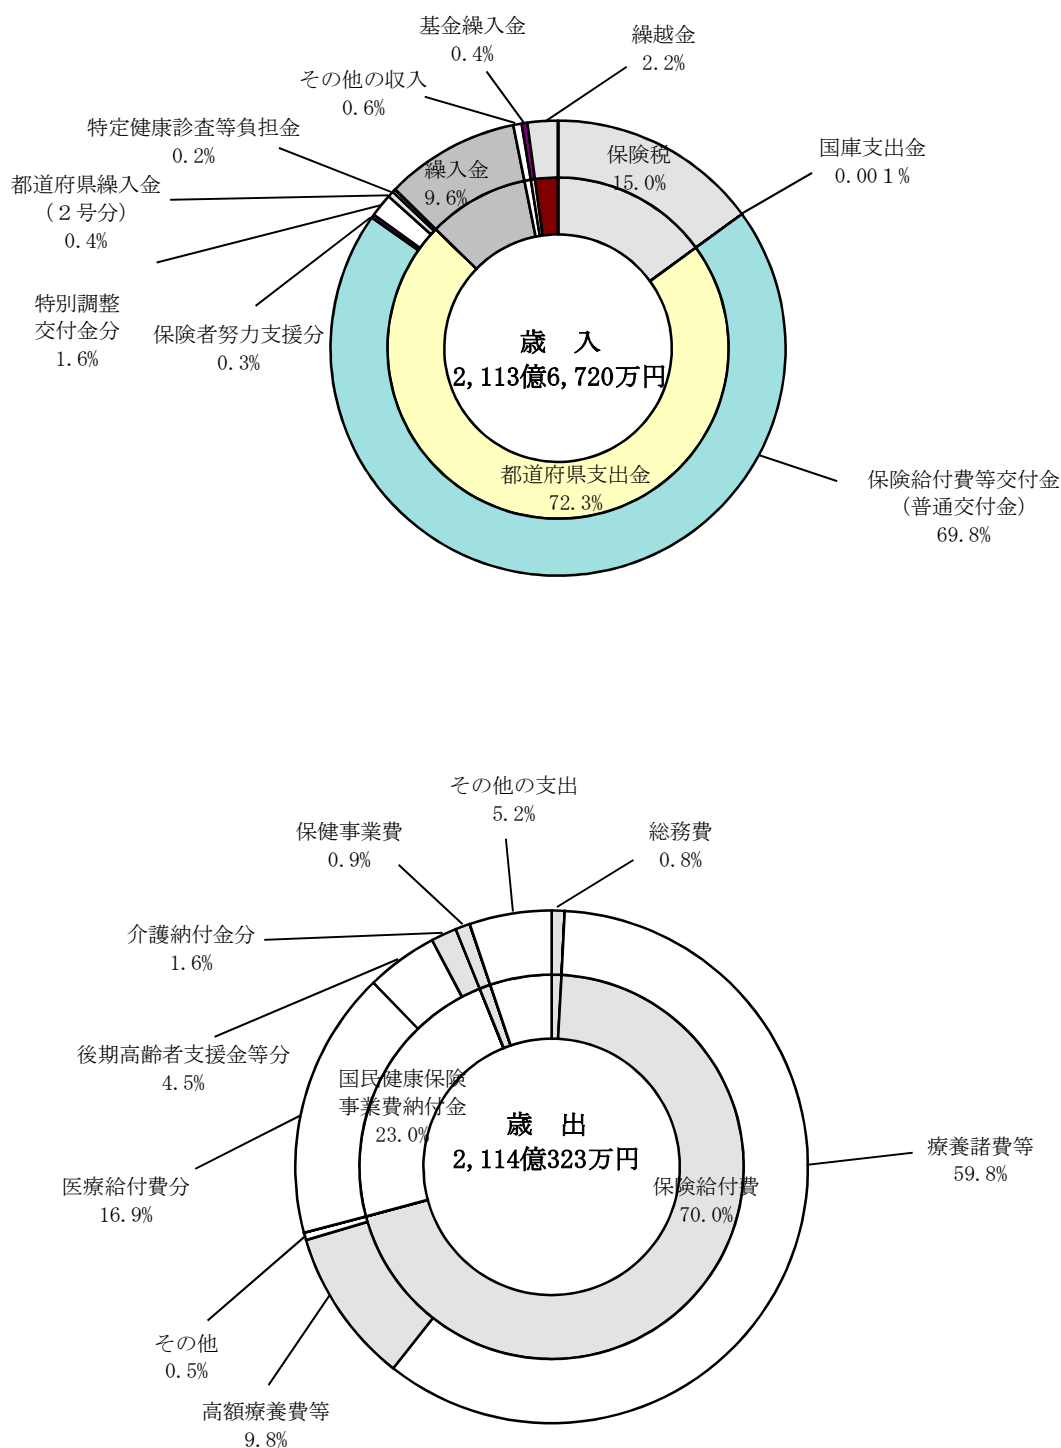 基金繰入金
0.4%
繰越金
2.2%
その他の収入
0.6%
特定健康診査等負担金
0.2%
都道府県繰入金
（２号分）
0.4%
繰入金
9.6%
保険税
15.0%
国庫支出金
0.001%
特別調整
交付金分
1.6%
保険者努力支援分
0.3%
歳　入
2,113億6,720万円
都道府県支出金
72.3%
保険給付費等交付金
（普通交付金）
69.8%
その他の支出
5.2%
保健事業費
0.9%
総務費
0.8%
介護納付金分
1.6%
後期高齢者支援金等分
4.5%
国民健康保険
事業費納付金
23.0%
歳　出
2,114億323万円
療養諸費等
59.8%
医療給付費分
16.9%
保険給付費
70.0%
その他
0.5%
高額療養費等
9.8%